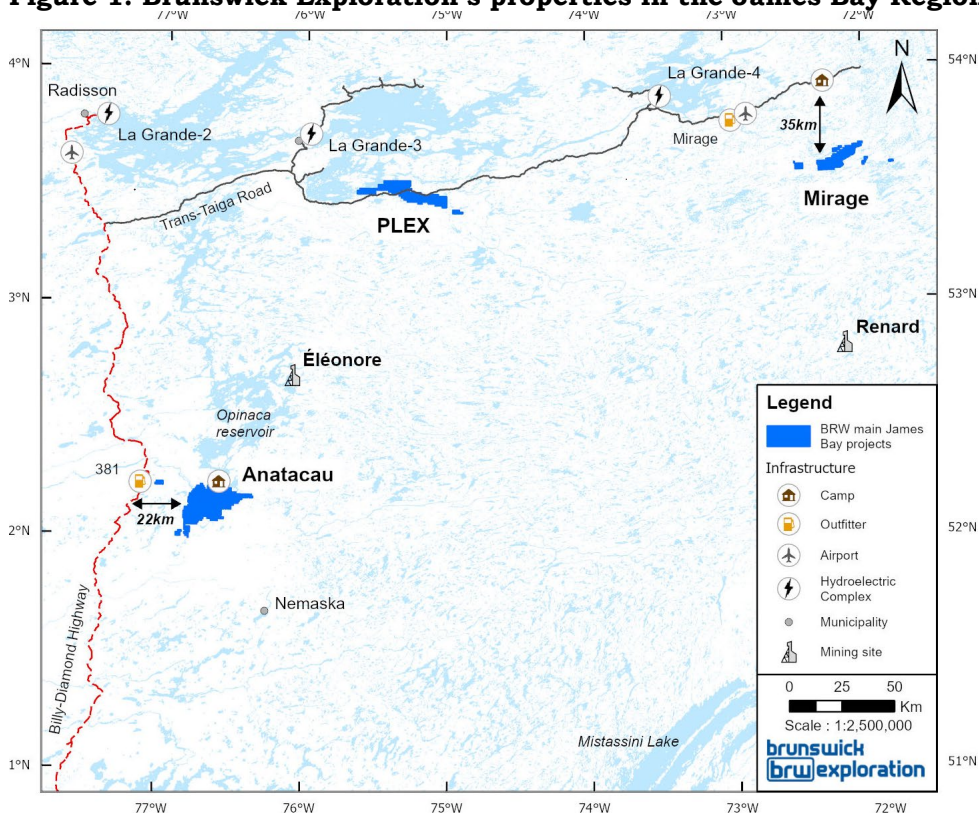 Figure 1: Brunswick Exploration's properties in the James Bay Region
77°W 76°W 75°W 74°W 73°W 72°W
4°N
54°N
N
Radisson
La Grande-2
La Grande-3
La Grande-4
Mirage
35km
Mirage
Trans-Taiga Road
PLEX
3°N
53°N
Renard
Éléonore
Opinaca
reservoir
381
Anatacau
22km
2°N
52°N
Nemaska
Billy-Diamond Highway
Mistassini Lake
1°N
51°N
77°W 76°W 75°W 74°W 73°W 72°W
Legend
BRW main James
Bay projects
Infrastructure
Camp
Outfitter
Airport
Hydroelectric
Complex
Municipality
Mining site
0 25 50
Km
Scale : 1:2,500,000
brunswick
brw exploration